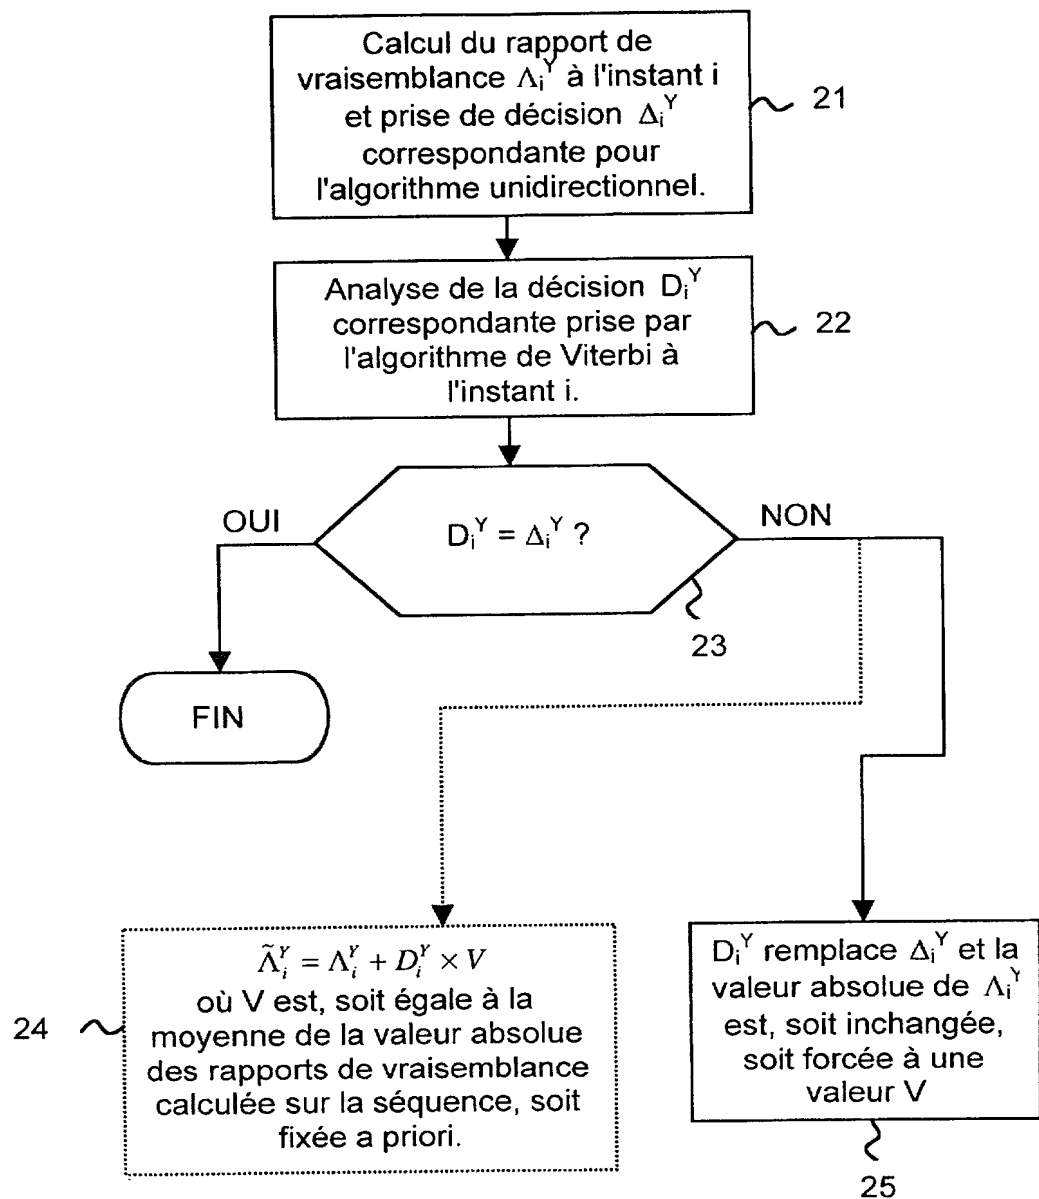 Calcul du rapport de
vraisemblance Λᵢʸ à l'instant i
et prise de décision Δᵢʸ
correspondante pour
l'algorithme unidirectionnel.
21
Analyse de la décision Dᵢʸ
correspondante prise par
l'algorithme de Viterbi à
l'instant i.
22
OUI
Dᵢʸ = Δᵢʸ ?
NON
23
FIN
Λ̃ᵢʸ = Λᵢʸ + Dᵢʸ × V
où V est, soit égale à la
moyenne de la valeur absolue
des rapports de vraisemblance
calculée sur la séquence, soit
fixée a priori.
24
Dᵢʸ remplace Δᵢʸ et la
valeur absolue de Λᵢʸ
est, soit inchangée,
soit forcée à une
valeur V
25